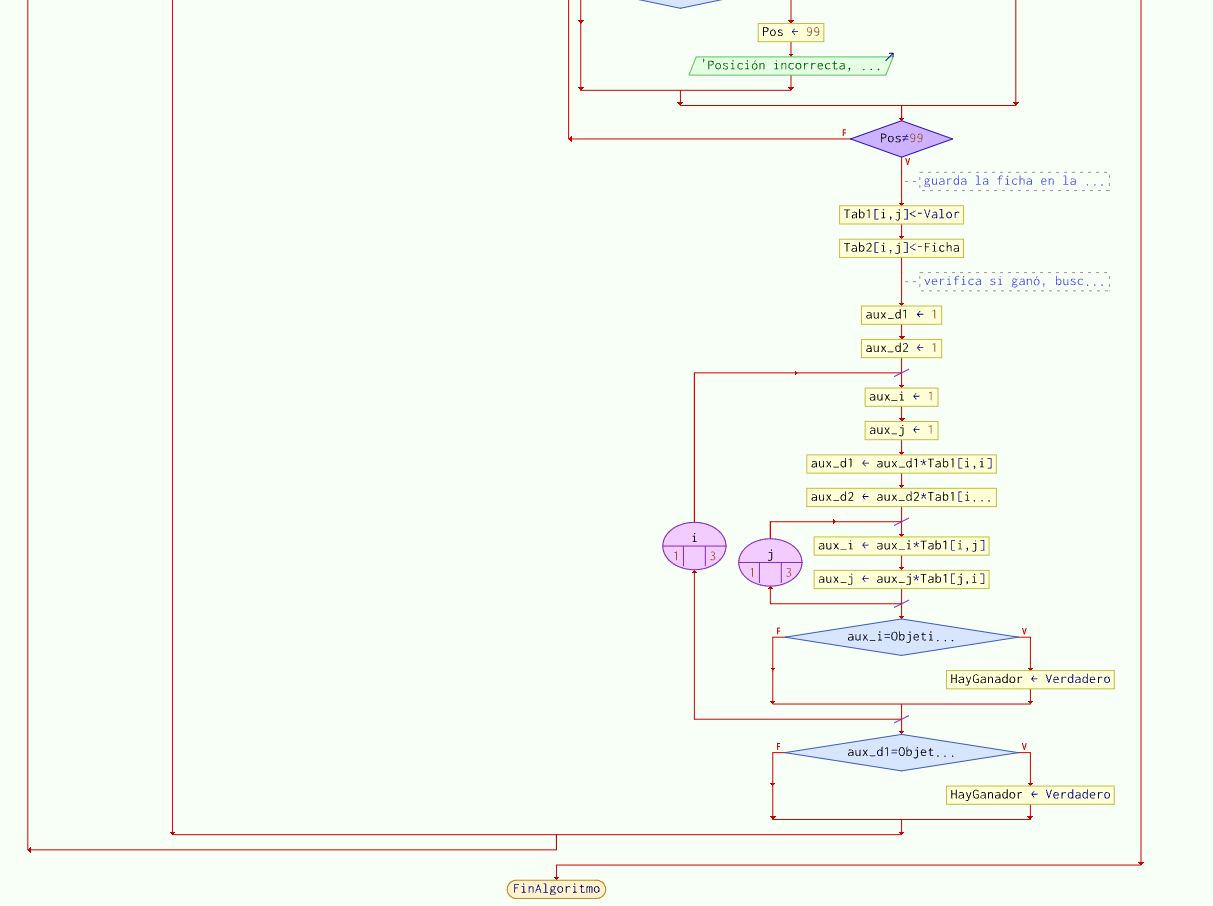 Pos ← 99
'Posición incorrecta, ...
F
Pos≠99
V
guarda la ficha en la ...
Tab1[i,j]<-Valor
Tab2[i,j]<-Ficha
verifica si ganó, busc...
aux_d1 ← 1
aux_d2 ← 1
aux_i ← 1
aux_j ← 1
aux_d1 ← aux_d1*Tab1[i,i]
aux_d2 ← aux_d2*Tab1[i...
i
1 3
j
1 3
aux_i ← aux_i*Tab1[i,j]
aux_j ← aux_j*Tab1[j,i]
F
aux_i=Objeti...
V
HayGanador ← Verdadero
F
aux_d1=Objet...
V
HayGanador ← Verdadero
FinAlgoritmo